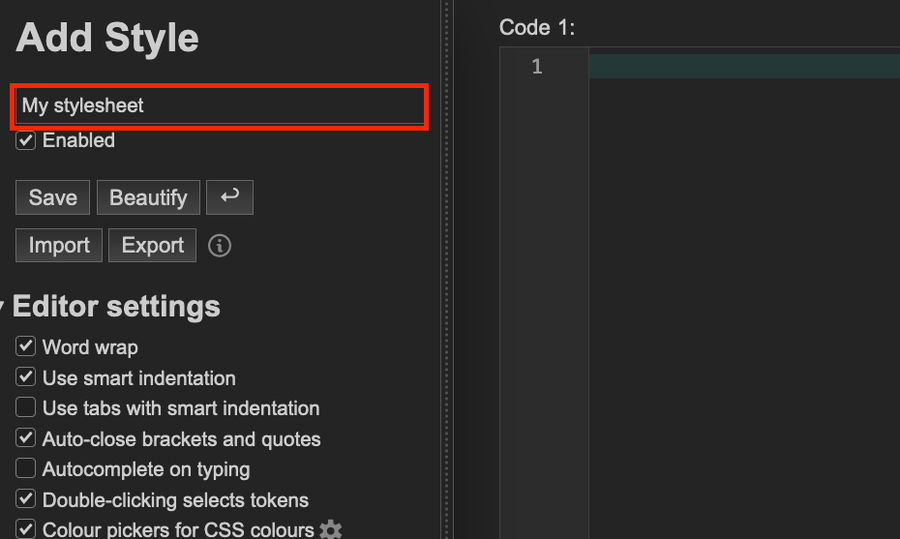 Add Style
My stylesheet
Enabled
Save Beautify
Import Export
Editor settings
Word wrap
Use smart indentation
Use tabs with smart indentation
Auto-close brackets and quotes
Autocomplete on typing
Double-clicking selects tokens
Colour pickers for CSS colours
Code 1:
1